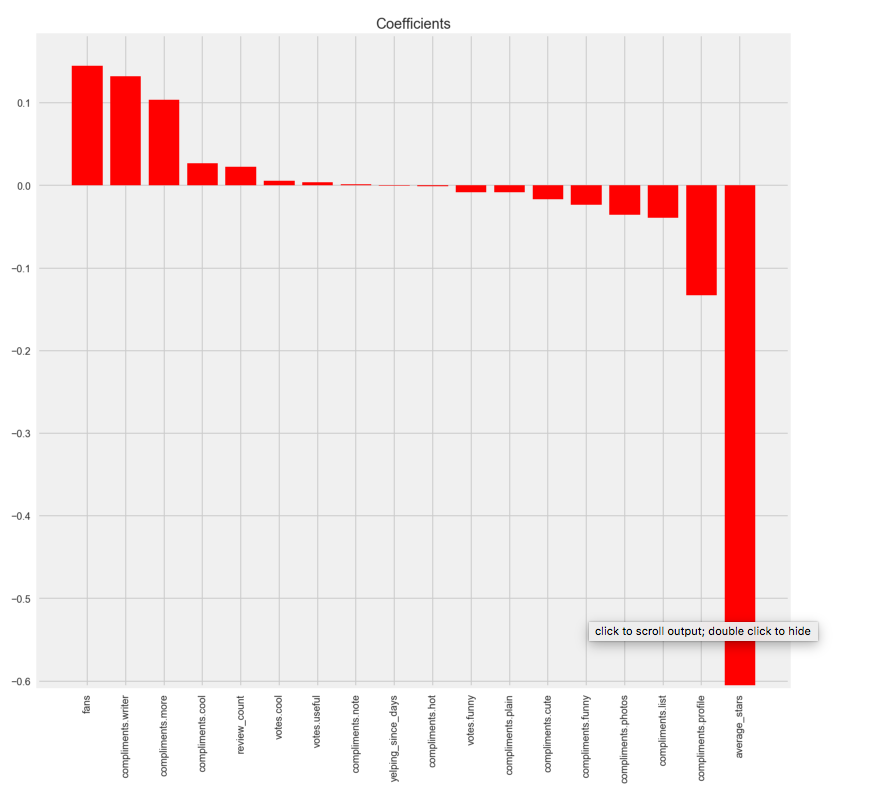 Coefficients
0.1
0.0
−0.1
−0.2
−0.3
−0.4
−0.5
−0.6
click to scroll output; double click to hide
fans
compliments.writer
compliments.more
compliments.cool
review_count
votes.cool
votes.useful
compliments.note
yelping_since_days
compliments.hot
votes.funny
compliments.plain
compliments.cute
compliments.funny
compliments.photos
compliments.list
compliments.profile
average_stars